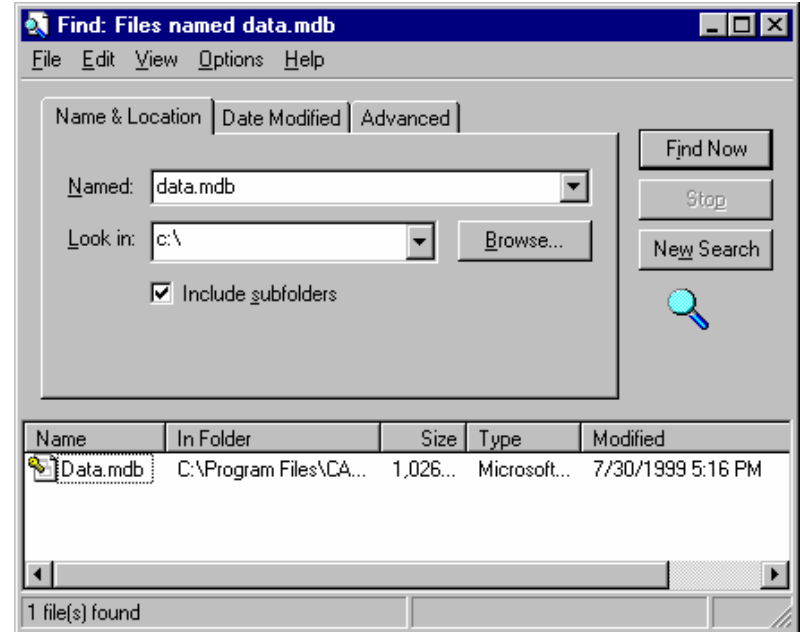 Find: Files named data.mdb
File Edit View Options Help
Name & Location Date Modified Advanced
Find Now
Named: data.mdb
Stop
Look in: c:\ Browse...
New Search
Include subfolders
Name In Folder Size Type Modified
Data.mdb C:\Program Files\CA... 1,026... Microsoft... 7/30/1999 5:16 PM
1 file(s) found